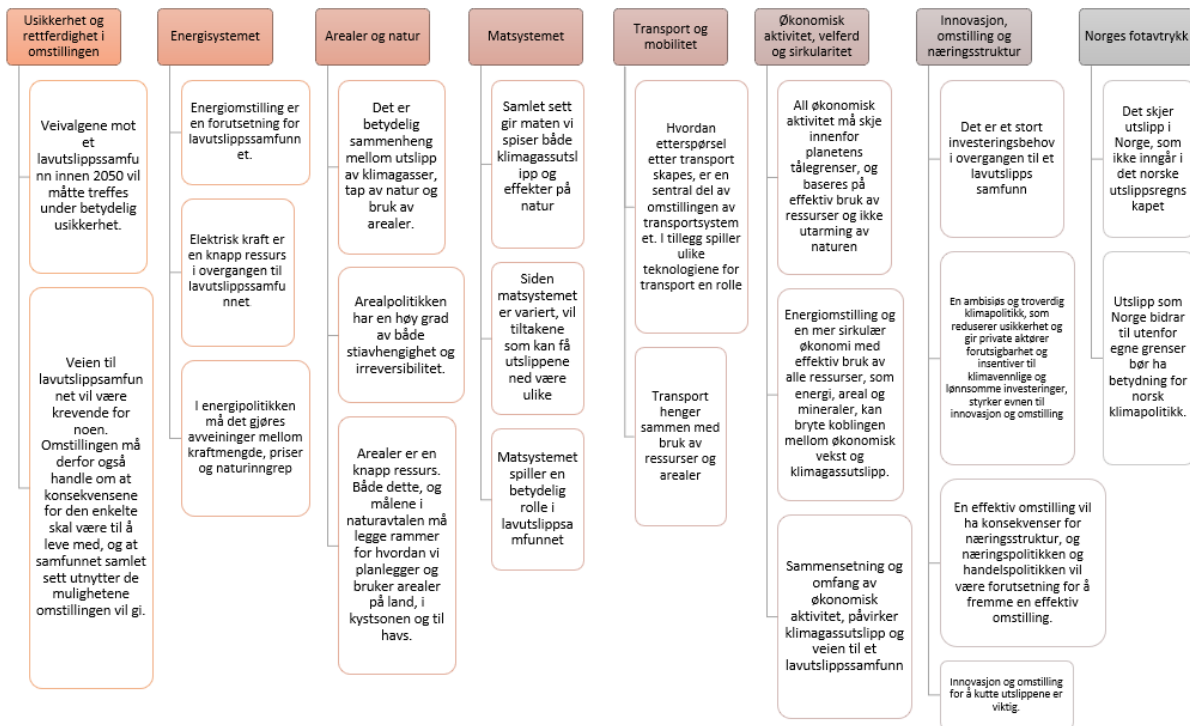 Usikkerhet og
rettferdighet i
omstillingen
Veivalgene mot
et
lavutslippssamfu
nn innen 2050 vil
måtte treffes
under betydelig
usikkerhet.
Veien til
lavutslippsamfun
net vil være
krevende for
noen.
Omstillingen må
derfor også
handle om at
konsekvensene
for den enkelte
skal være til å
leve med, og at
samfunnet samlet
sett utnytter de
mulighetene
omstillingen vil gi.
Energisystemet
Energiomstilling er
en forutsetning for
lavutslippssamfun
net.
Elektrisk kraft er
en knapp ressurs
i overgangen til
lavutslippssamfu
nnet
I energipolitikken
må det gjøres
avveininger mellom
kraftmengde, priser
og naturinngrep
Arealer og natur
Det er
betydelig
sammenheng
mellom utslipp
av klimagasser,
tap av natur og
bruk av
arealer.
Arealpolitikken
har en høy grad
av både
stiavhengighet og
irreversibilitet.
Arealer er en
knapp ressurs.
Både dette, og
målene i
naturavtalen må
legge rammer
for hvordan vi
planlegger og
bruker arealer
på land, i
kystsonen og til
havs.
Matsystemet
Samlet sett
gir maten vi
spiser både
klimagassutsl
ipp og
effekter på
natur
Siden
matsystemet
er variert, vil
tiltakene
som kan få
utslippene
ned være
ulike
Matsystemet
spiller en
betydelig
rolle i
lavutslippsa
mfunnet
Transport og
mobilitet
Hvordan
etterspørsel
etter transport
skapes, er en
sentral del av
omstillingen av
transportsystem
et. I tillegg spiller
ulike
teknologiene for
transport en rolle
Transport
henger
sammen med
bruk av
ressurser og
arealer
Økonomisk
aktivitet, velferd
og sirkularitet
All økonomisk
aktivitet må skje
innenfor
planetens
tålegrenser, og
baseres på
effektiv bruk av
ressurser og ikke
utarming av
naturen
Energiomstilling og
en mer sirkulær
økonomi med
effektiv bruk av
alle ressurser, som
energi, areal og
mineraler, kan
bryte koblingen
mellom økonomisk
vekst og
klimagassutslipp.
Sammensetning og
omfang av
økonomisk
aktivitet, påvirker
klimagassutslipp og
veien til et
lavutslippssamfunn
Innovasjon,
omstilling og
næringsstruktur
Det er et stort
investeringsbehov
i overgangen til et
lavutslipps
samfunn
En ambisiøs og troverdig
klimapolitikk, som
reduserer usikkerhet og
gir private aktører
forutsigbarhet og
insentiver til
klimavennlige og
lønnsomme investeringer,
styrker evnen til
innovasjon og omstilling
En effektiv omstilling vil
ha konsekvenser for
næringsstruktur, og
næringspolitikken og
handelspolitikken vil
være forutsetning for å
fremme en effektiv
omstilling.
Innovasjon og omstilling
for å kutte utslippene er
viktig.
Norges fotavtrykk
Det skjer
utslipp i
Norge, som
ikke inngår i
det norske
utslippsregns
kapet
Utslipp som
Norge bidrar
til utenfor
egne grenser
bør ha
betydning for
norsk
klimapolitikk.